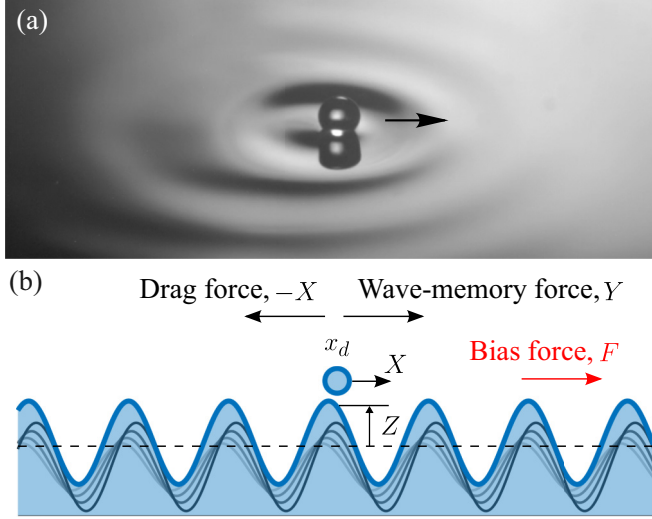 (a)
(b)
Drag force, −X
Wave-memory force, Y
x_d
X
Bias force, F
Z